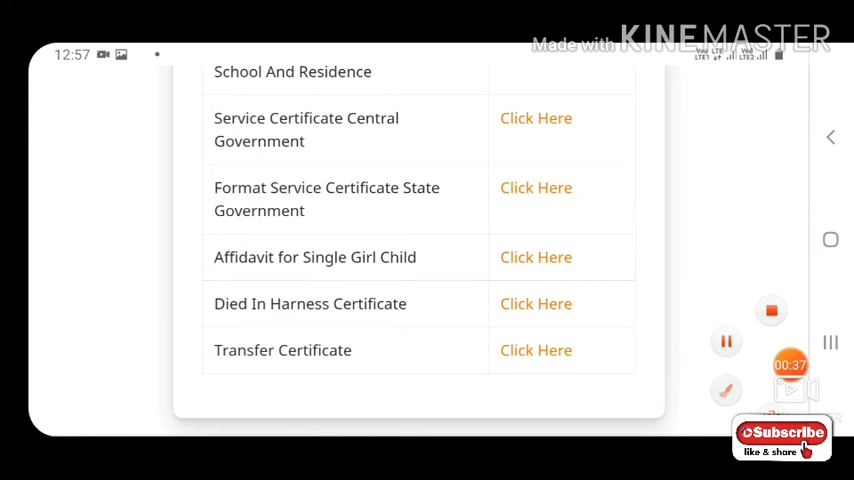 Made with KINEMASTER
12:57
LTE1 LTE2
School And Residence
Service Certificate Central Click Here
Government
Format Service Certificate State Click Here
Government
Affidavit for Single Girl Child Click Here
Died In Harness Certificate Click Here
Transfer Certificate Click Here
00:37
Subscribe
like & share